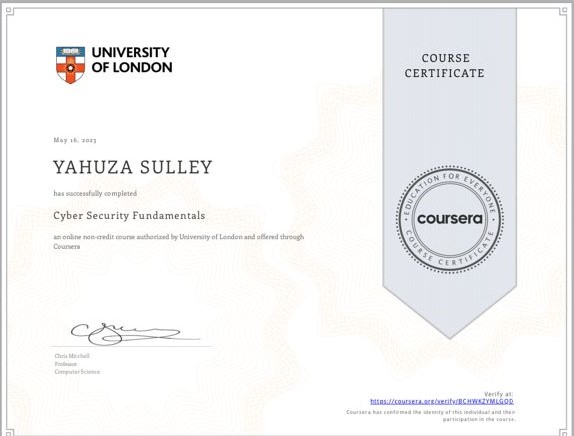 UNIVERSITY
OF LONDON
COURSE
CERTIFICATE
May 16, 2023
YAHUZA SULLEY
has successfully completed
Cyber Security Fundamentals
an online non-credit course authorized by University of London and offered through
Coursera
EDUCATION FOR EVERYONE
coursera
COURSE CERTIFICATE
Chris Mitchell
Professor
Computer Science
Verify at:
https://coursera.org/verify/BCHWKZYMLGQD
Coursera has confirmed the identity of this individual and their
participation in the course.